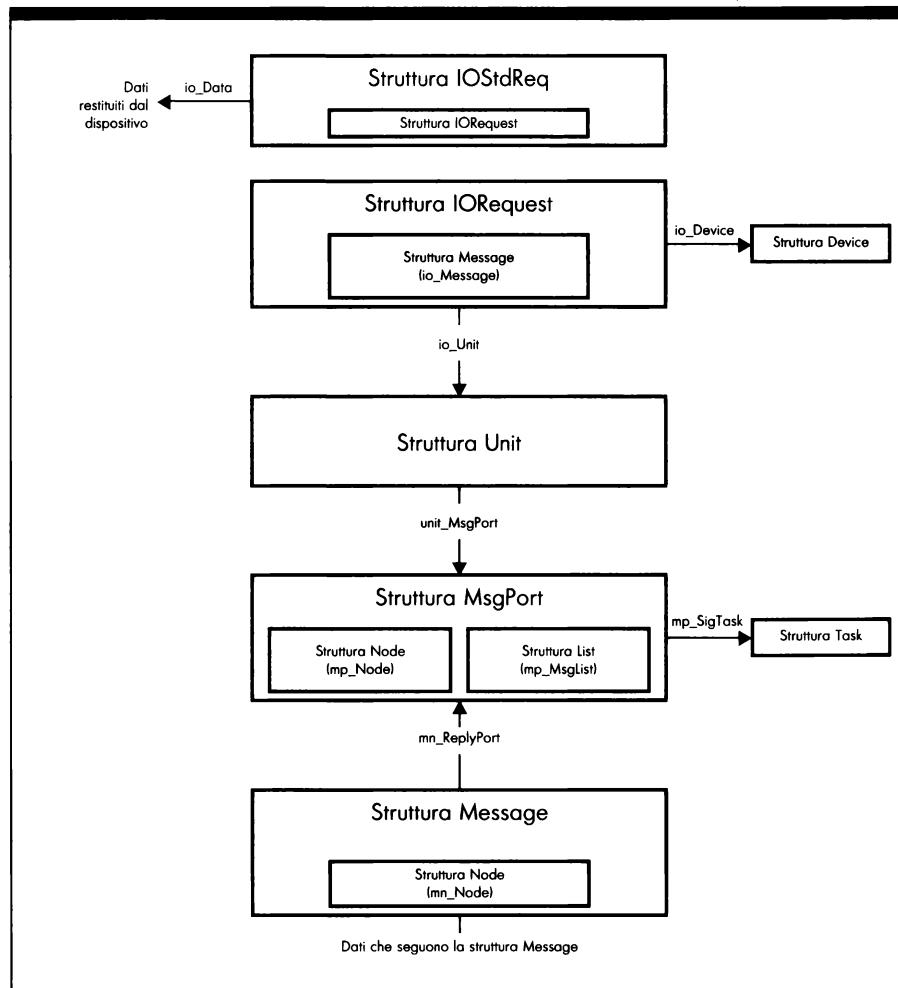 Struttura IOStdReq
io_Data
Dati
restituiti dal
dispositivo
Struttura IORequest
Struttura IORequest
io_Device
Struttura Device
Struttura Message
(io_Message)
io_Unit
Struttura Unit
unit_MsgPort
Struttura MsgPort
mp_SigTask
Struttura Task
Struttura Node
(mp_Node)
Struttura List
(mp_MsgList)
mn_ReplyPort
Struttura Message
Struttura Node
(mn_Node)
Dati che seguono la struttura Message